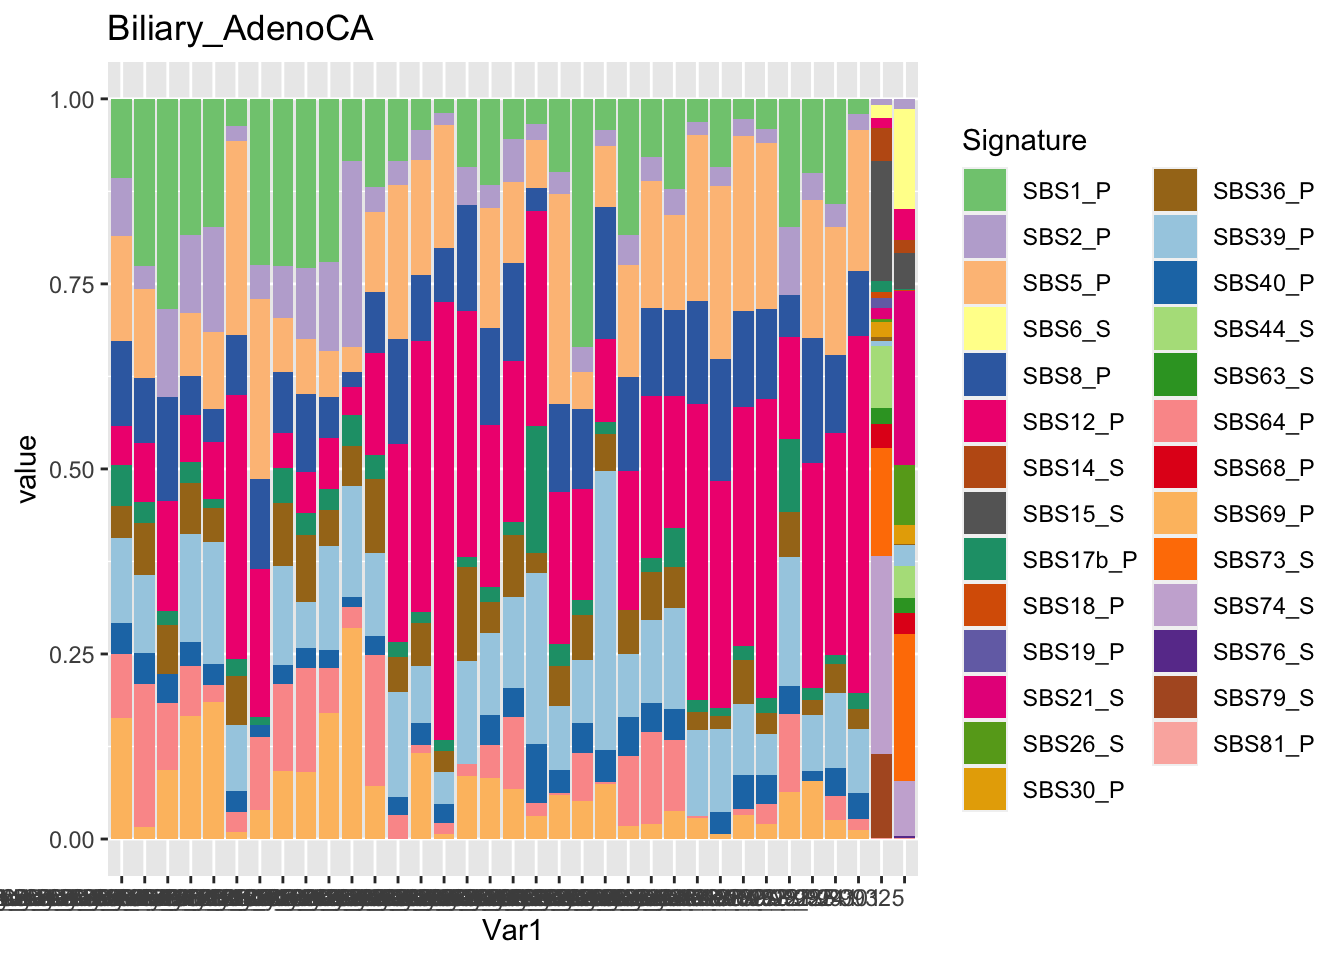 Biliary_AdenoCA
1.00
0.75
0.50
0.25
0.00
value
Var1
Signature
SBS1_P
SBS2_P
SBS5_P
SBS6_S
SBS8_P
SBS12_P
SBS14_S
SBS15_S
SBS17b_P
SBS18_P
SBS19_P
SBS21_S
SBS26_S
SBS30_P
SBS36_P
SBS39_P
SBS40_P
SBS44_S
SBS63_S
SBS64_P
SBS68_P
SBS69_P
SBS73_S
SBS74_S
SBS76_S
SBS79_S
SBS81_P